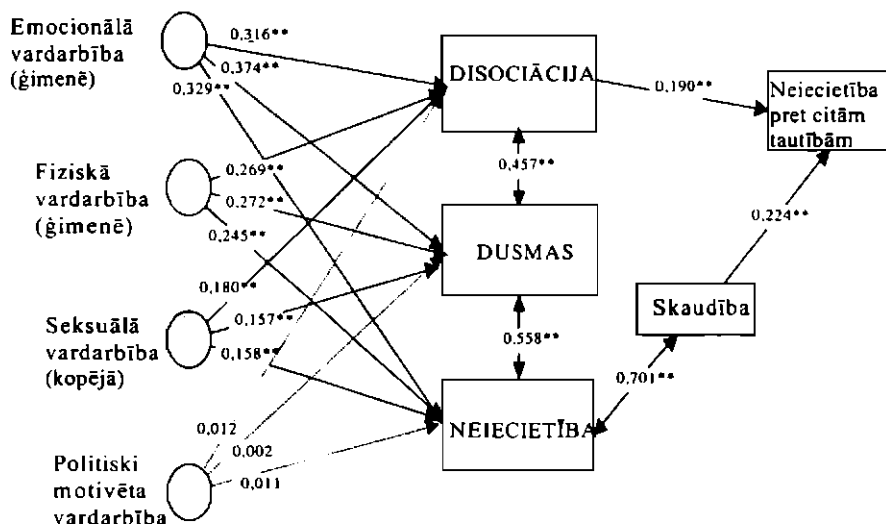 Emocionālā
vardarbība
(ģimenē)
0,316**
0,374**
0,329**
DISOCIĀCIJA
0,190**
Neiecietība
pret citām
tautībām
Fiziskā
vardarbība
(ģimenē)
0,269**
0,272**
0,245**
0,457**
DUSMAS
0,224**
Skaudība
Seksuālā
vardarbība
(kopējā)
0,180**
0,157**
0,158**
0,558**
0,701**
NEIECIETĪBA
Politiski
motivēta
vardarbība
0,012
0,002
0,011